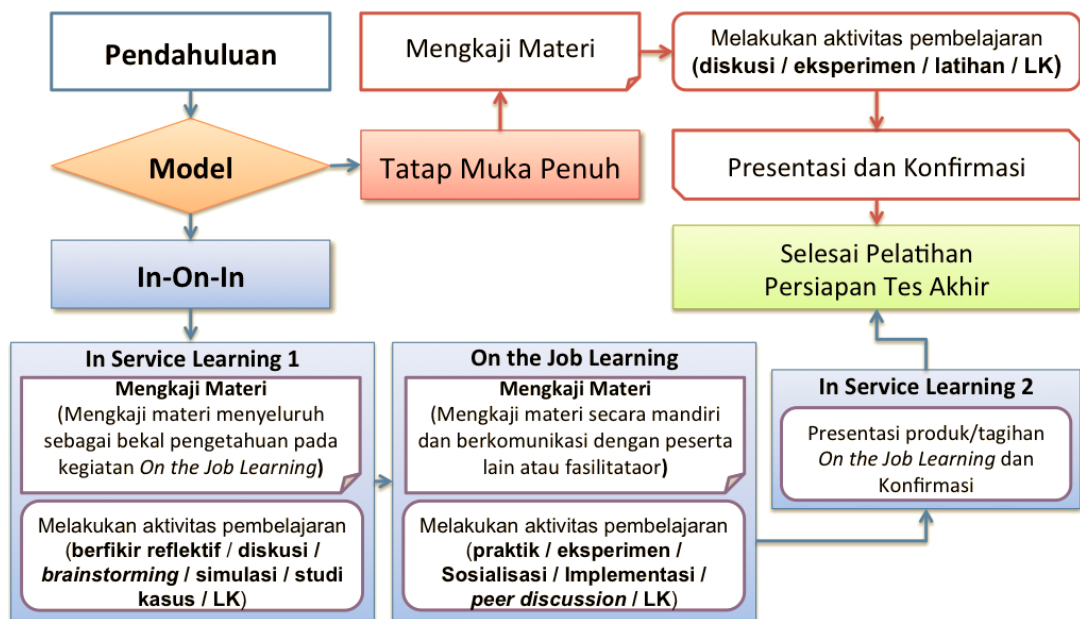 Pendahuluan
Model
Tatap Muka Penuh
Mengkaji Materi
Melakukan aktivitas pembelajaran
(diskusi / eksperimen / latihan / LK)
Presentasi dan Konfirmasi
Selesai Pelatihan
Persiapan Tes Akhir
In-On-In
In Service Learning 1
Mengkaji Materi
(Mengkaji materi menyeluruh
sebagai bekal pengetahuan pada
kegiatan On the Job Learning)
Melakukan aktivitas pembelajaran
(berfikir reflektif / diskusi /
brainstorming / simulasi / studi
kasus / LK)
On the Job Learning
Mengkaji Materi
(Mengkaji materi secara mandiri
dan berkomunikasi dengan peserta
lain atau fasilitataor)
Melakukan aktivitas pembelajaran
(praktik / eksperimen /
Sosialisasi / Implementasi /
peer discussion / LK)
In Service Learning 2
Presentasi produk/tagihan
On the Job Learning dan
Konfirmasi